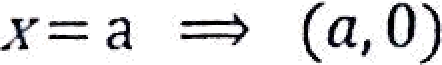 x = a ⟹ (a, 0)